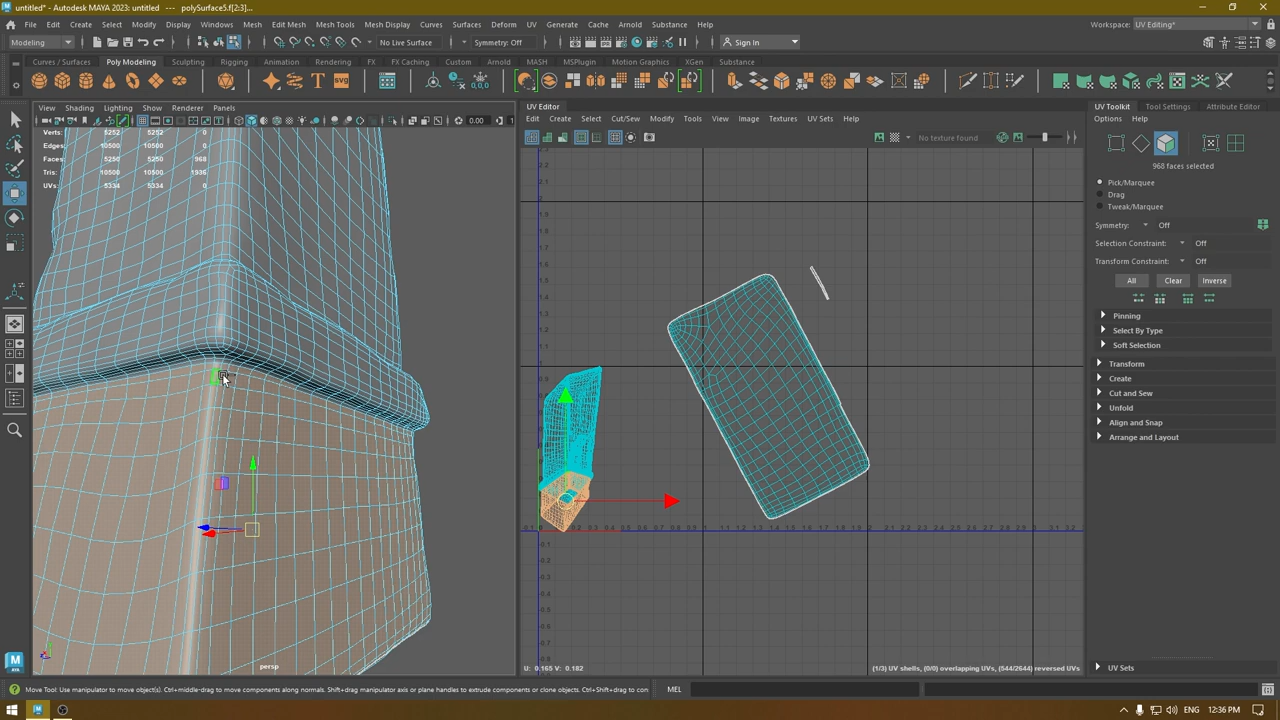 untitled* - Autodesk MAYA 2023: untitled --- polySurface5.f[2:3]...
File Edit Create Select Modify Display Windows Mesh Edit Mesh Mesh Tools Mesh Display Curves Surfaces Deform UV Generate Cache Arnold Substance Help
Workspace: UV Editing*
Modeling No Live Surface Symmetry: Off Sign In
Curves / Surfaces Poly Modeling Sculpting Rigging Animation Rendering FX FX Caching Custom Arnold MASH MSPlugin Motion Graphics XGen Substance
View Shading Lighting Show Renderer Panels
0.00
Verts: 5252 5252 0
Edges: 10500 10500 0
Faces: 5250 5250 968
Tris: 10500 10500 1936
UVs: 5334 5334 0
persp
UV Editor
Edit Create Select Cut/Sew Modify Tools View Image Textures UV Sets Help
No texture found
U: 0.165 V: 0.182
(1/3) UV shells, (0/0) overlapping UVs, (544/2644) reversed UVs
UV Toolkit Tool Settings Attribute Editor
Options Help
968 faces selected
Pick/Marquee
Drag
Tweak/Marquee
Symmetry: Off
Selection Constraint: Off
Transform Constraint: Off
All Clear Inverse
Pinning
Select By Type
Soft Selection
Transform
Create
Cut and Sew
Unfold
Align and Snap
Arrange and Layout
UV Sets
Move Tool: Use manipulator to move object(s). Ctrl+middle-drag to move components along normals. Shift+drag manipulator axis or plane handles to extrude components or clone objects. Ctrl+Shift+drag to con
MEL
ENG 12:36 PM